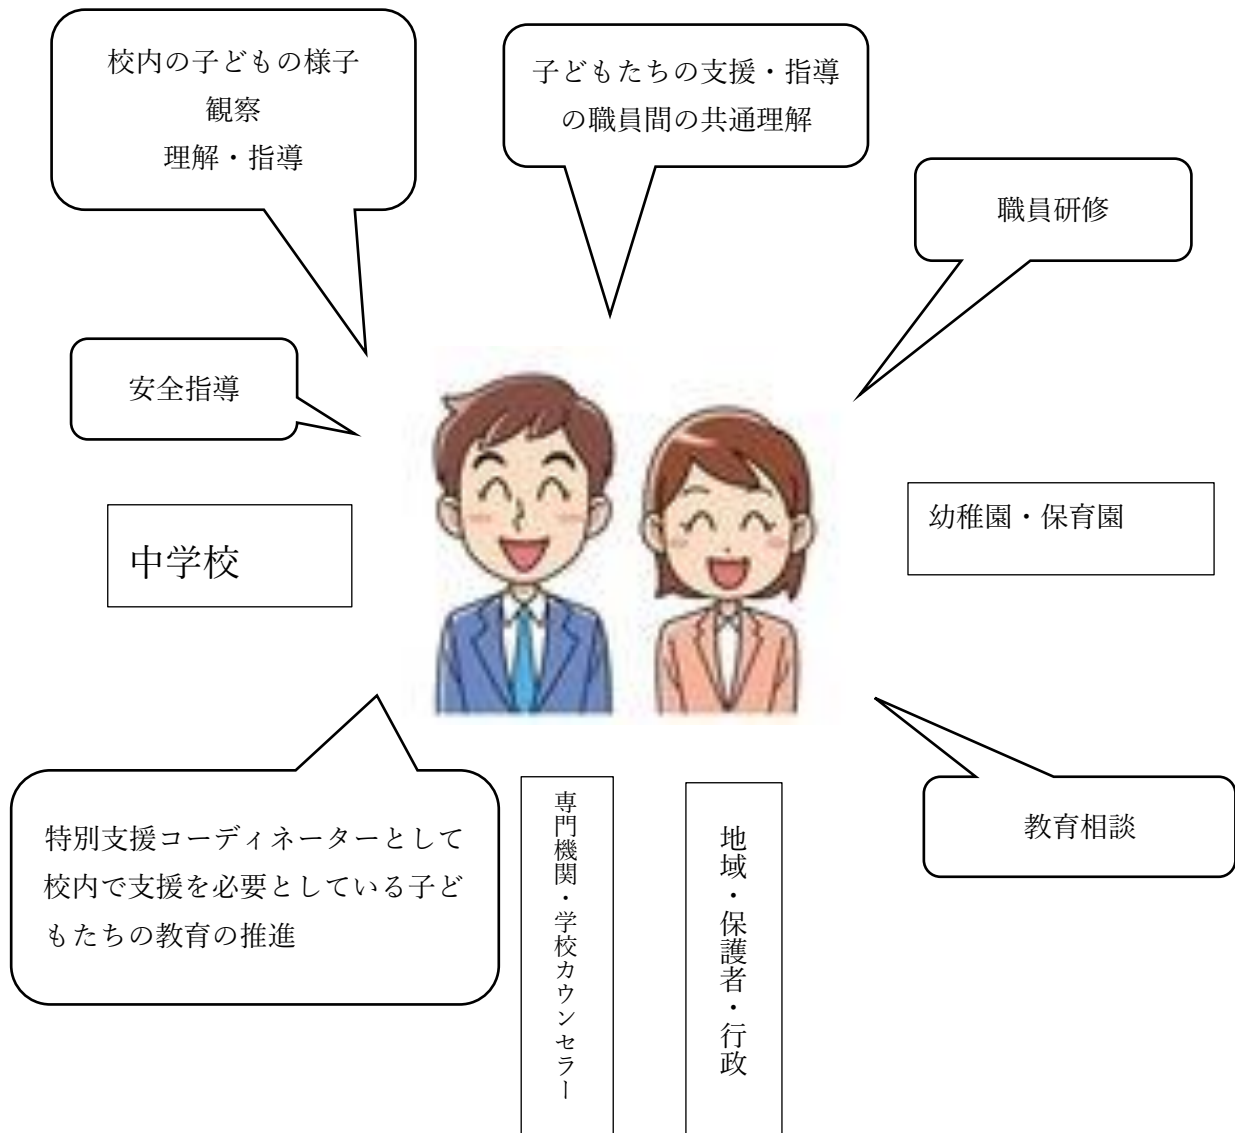 校内の子どもの様子
観察
理解・指導
子どもたちの支援・指導
の職員間の共通理解
職員研修
安全指導
中学校
幼稚園・保育園
特別支援コーディネーターとして
校内で支援を必要としている子ど
もたちの教育の推進
専門機関・学校カウンセラー
地域・保護者・行政
教育相談